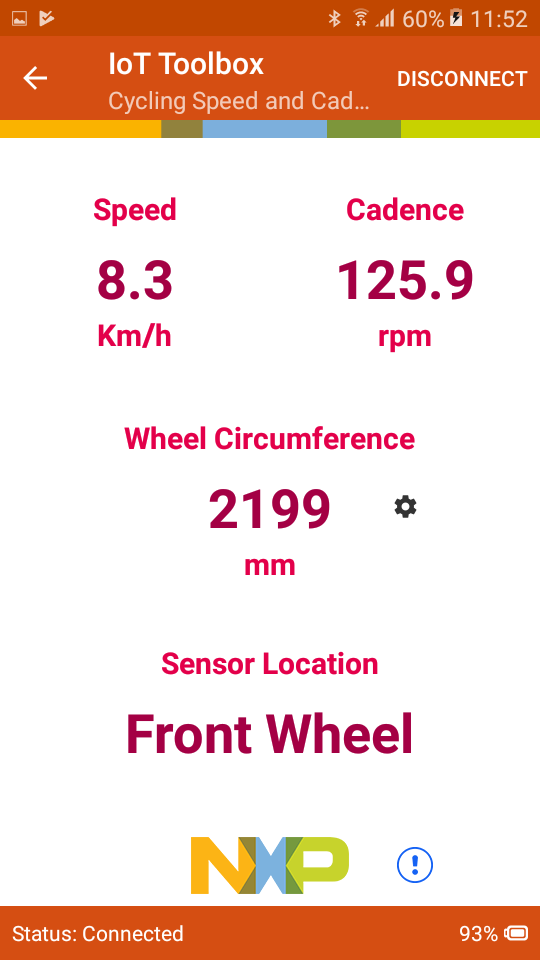 60% 11:52
IoT Toolbox
Cycling Speed and Cad...
DISCONNECT
Speed
Cadence
8.3
125.9
Km/h
rpm
Wheel Circumference
2199
mm
Sensor Location
Front Wheel
NXP
Status: Connected
93%